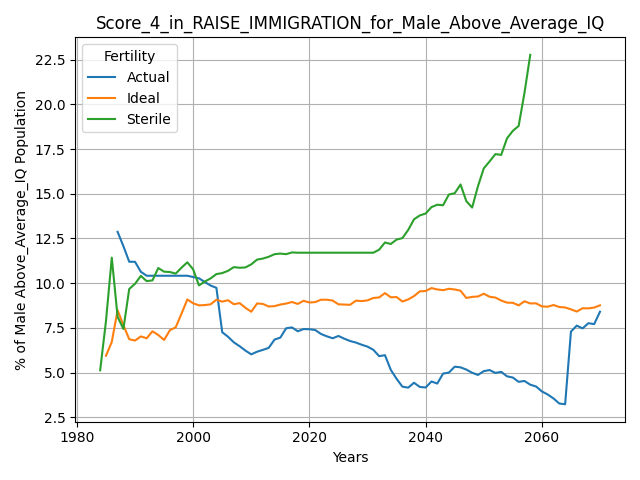 Score_4_in_RAISE_IMMIGRATION_for_Male_Above_Average_IQ
% of Male Above_Average_IQ Population
22.5
20.0
17.5
15.0
12.5
10.0
7.5
5.0
2.5
Fertility
Actual
Ideal
Sterile
1980
2000
2020
2040
2060
Years